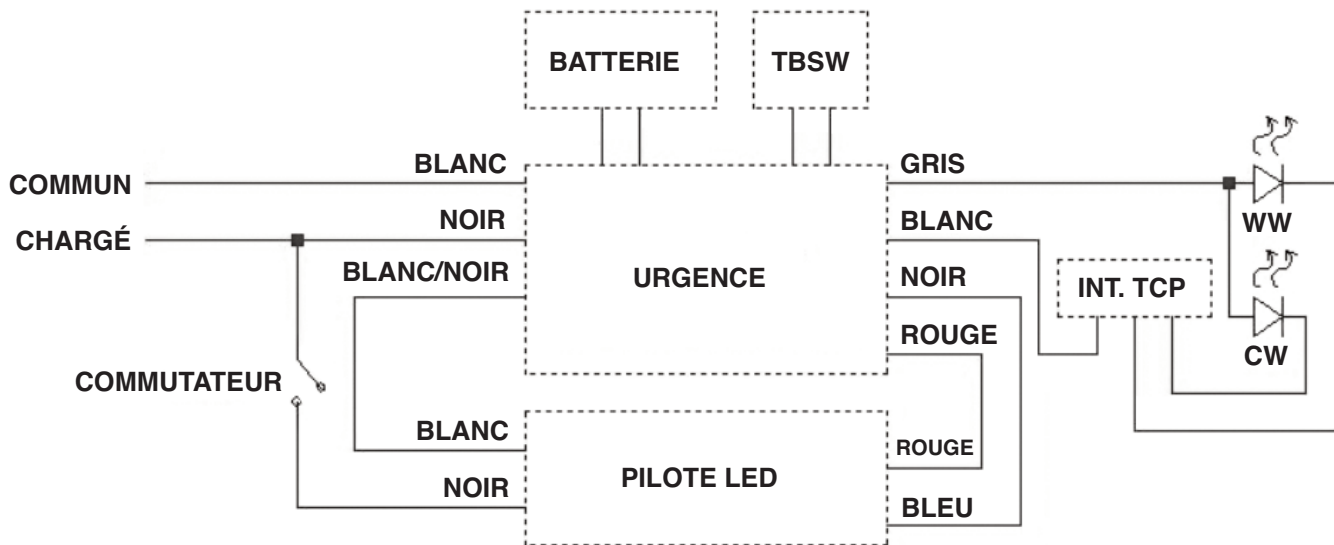 BATTERIE
TBSW
COMMUN
BLANC
CHARGÉ
NOIR
BLANC/NOIR
URGENCE
GRIS
BLANC
NOIR
ROUGE
WW
INT. TCP
CW
COMMUTATEUR
BLANC
NOIR
PILOTE LED
ROUGE
BLEU